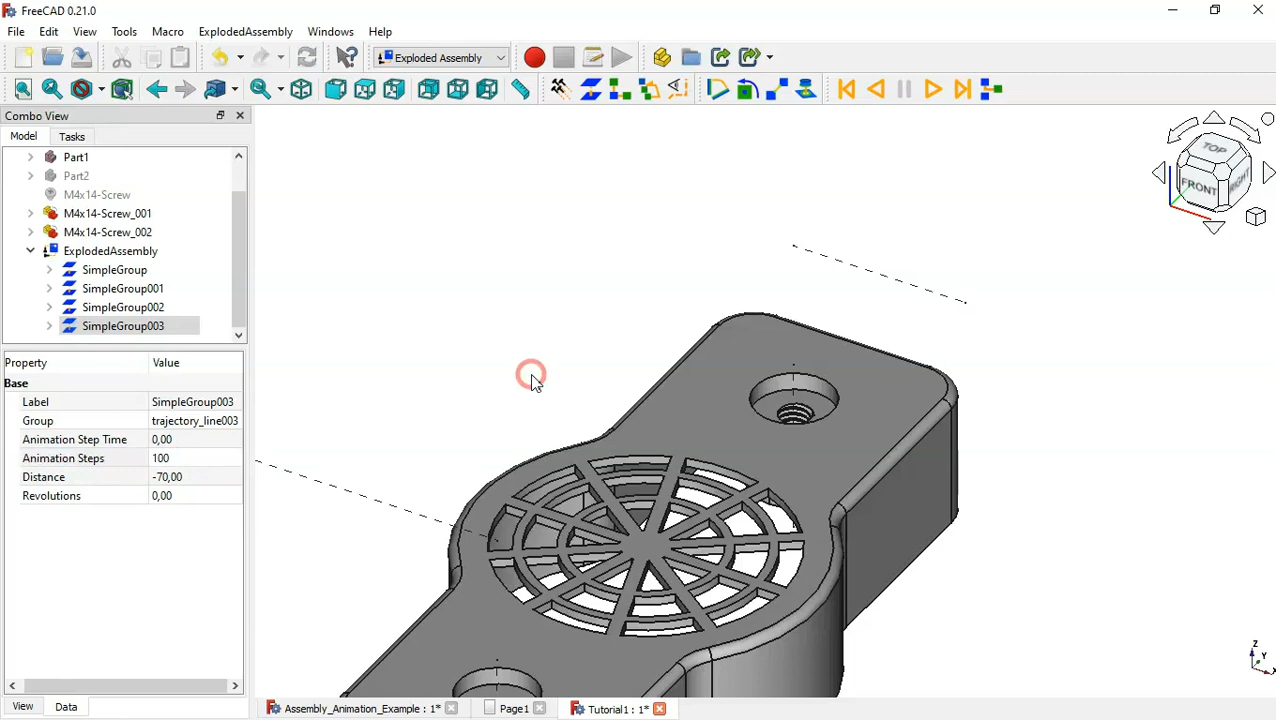 FreeCAD 0.21.0
File Edit View Tools Macro ExplodedAssembly Windows Help
Exploded Assembly
Combo View
Model Tasks
Part1
Part2
M4x14-Screw
M4x14-Screw_001
M4x14-Screw_002
ExplodedAssembly
SimpleGroup
SimpleGroup001
SimpleGroup002
SimpleGroup003
TOP
FRONT
RIGHT
Property Value
Base
Label SimpleGroup003
Group trajectory_line003
Animation Step Time 0,00
Animation Steps 100
Distance -70,00
Revolutions 0,00
Z
Y
X
View Data
Assembly_Animation_Example : 1* Page1 Tutorial1 : 1*